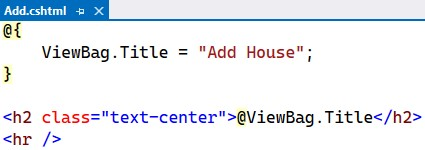 Add.cshtml
@{
    ViewBag.Title = "Add House";
}
<h2 class="text-center">@ViewBag.Title</h2>
<hr />